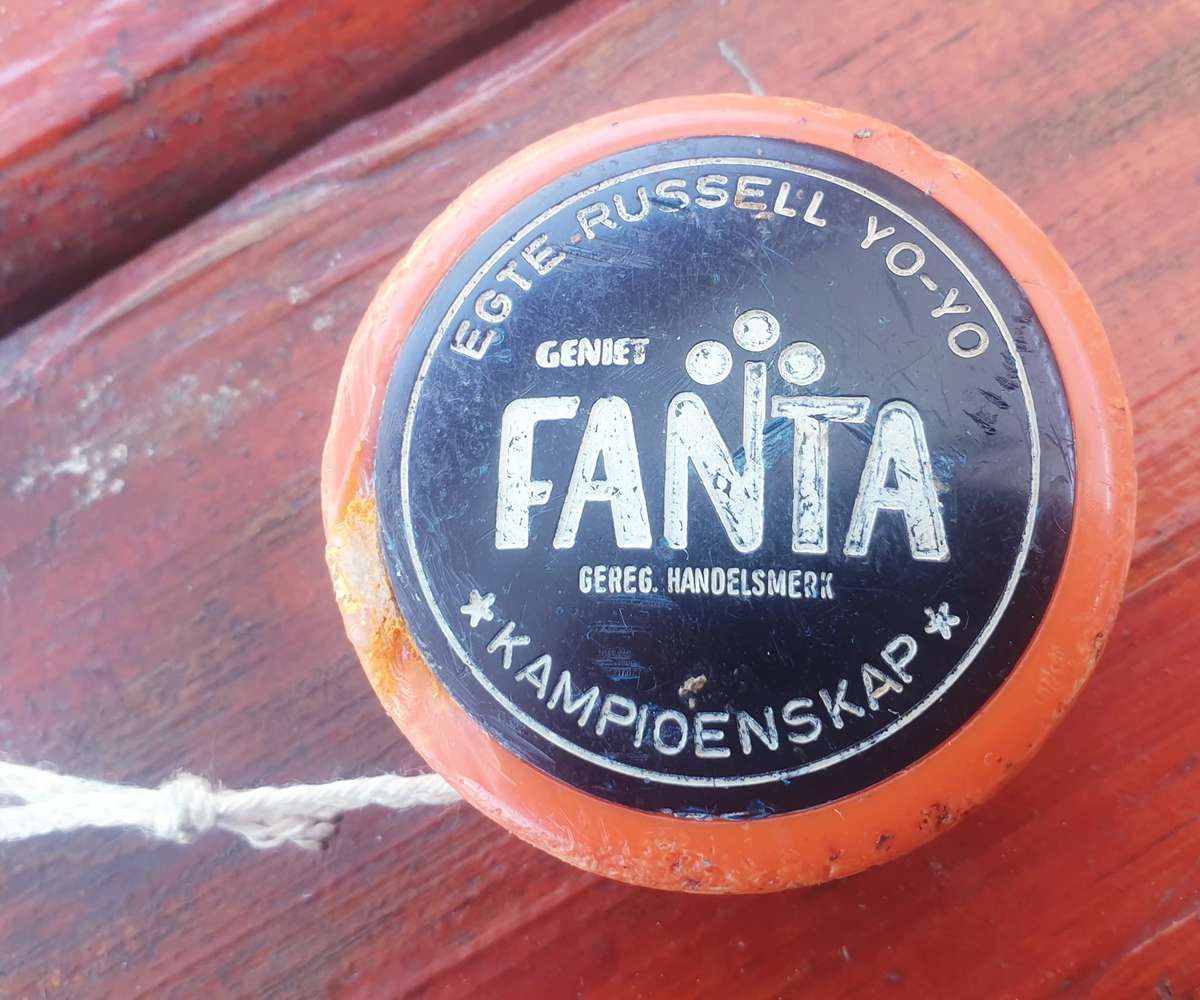 EGTE RUSSELL YO-YO
GENIET
FANTA
GEREG. HANDELSMERK
* KAMPIOENSKAP *